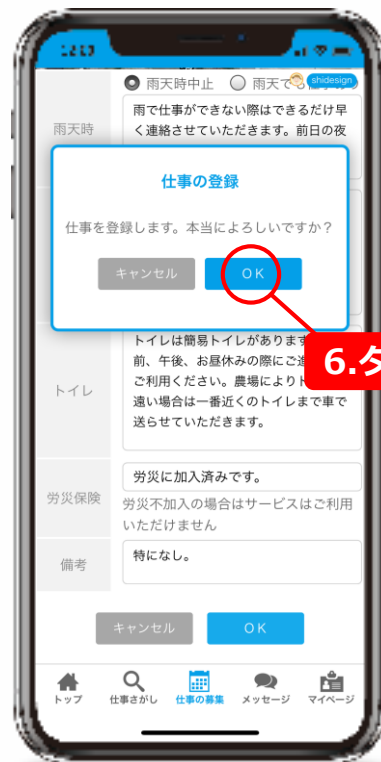 雨天時中止
雨天で
shidesign
雨天時
雨で仕事ができない際はできるだけ早
く連絡させていただきます。前日の夜
仕事の登録
仕事を登録します。本当によろしいですか？
キャンセル
OK
6.タ
トイレ
トイレは簡易トイレがあります
前、午後、お昼休みの際にご
ご利用ください。農場により
遠い場合は一番近くのトイレまで車で
送らせていただきます。
労災保険
労災に加入済みです。
労災不加入の場合はサービスはご利用
いただけません
備考
特になし。
キャンセル
OK
トップ
仕事さがし
仕事の募集
メッセージ
マイページ